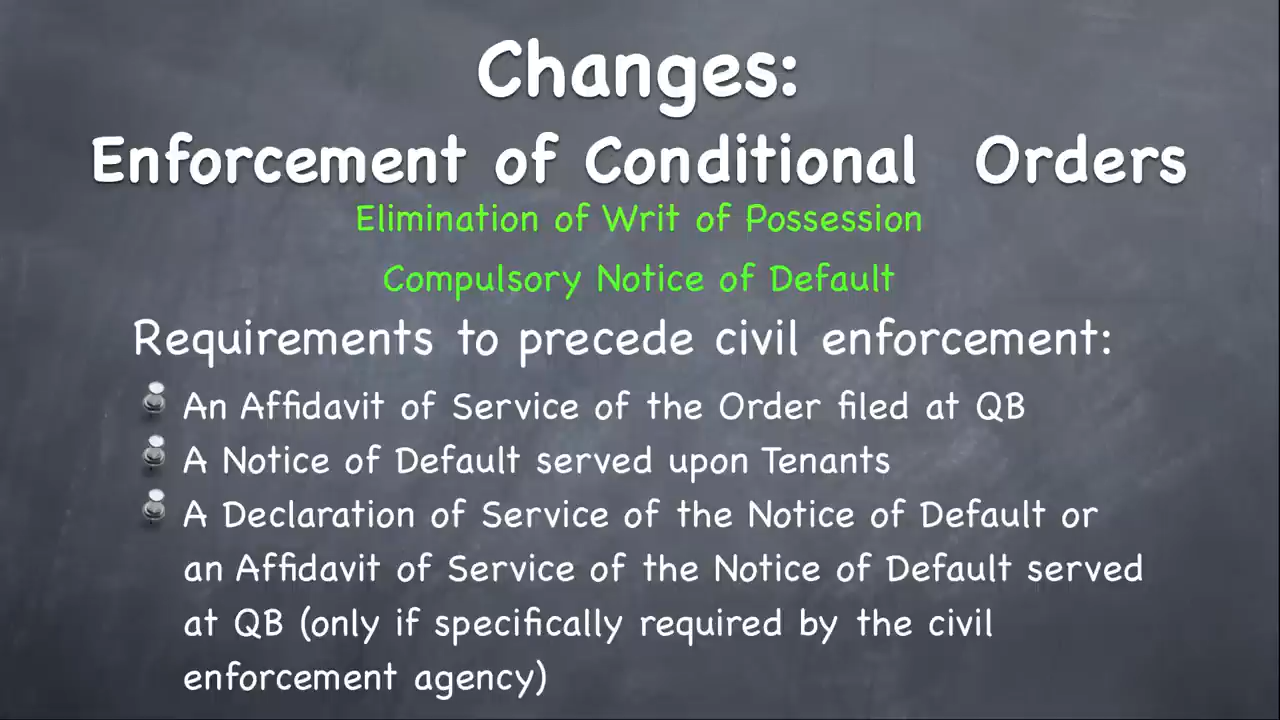 Changes:
Enforcement of Conditional Orders
Elimination of Writ of Possession
Compulsory Notice of Default
Requirements to precede civil enforcement:
An Affidavit of Service of the Order filed at QB
A Notice of Default served upon Tenants
A Declaration of Service of the Notice of Default or
an Affidavit of Service of the Notice of Default served
at QB (only if specifically required by the civil
enforcement agency)